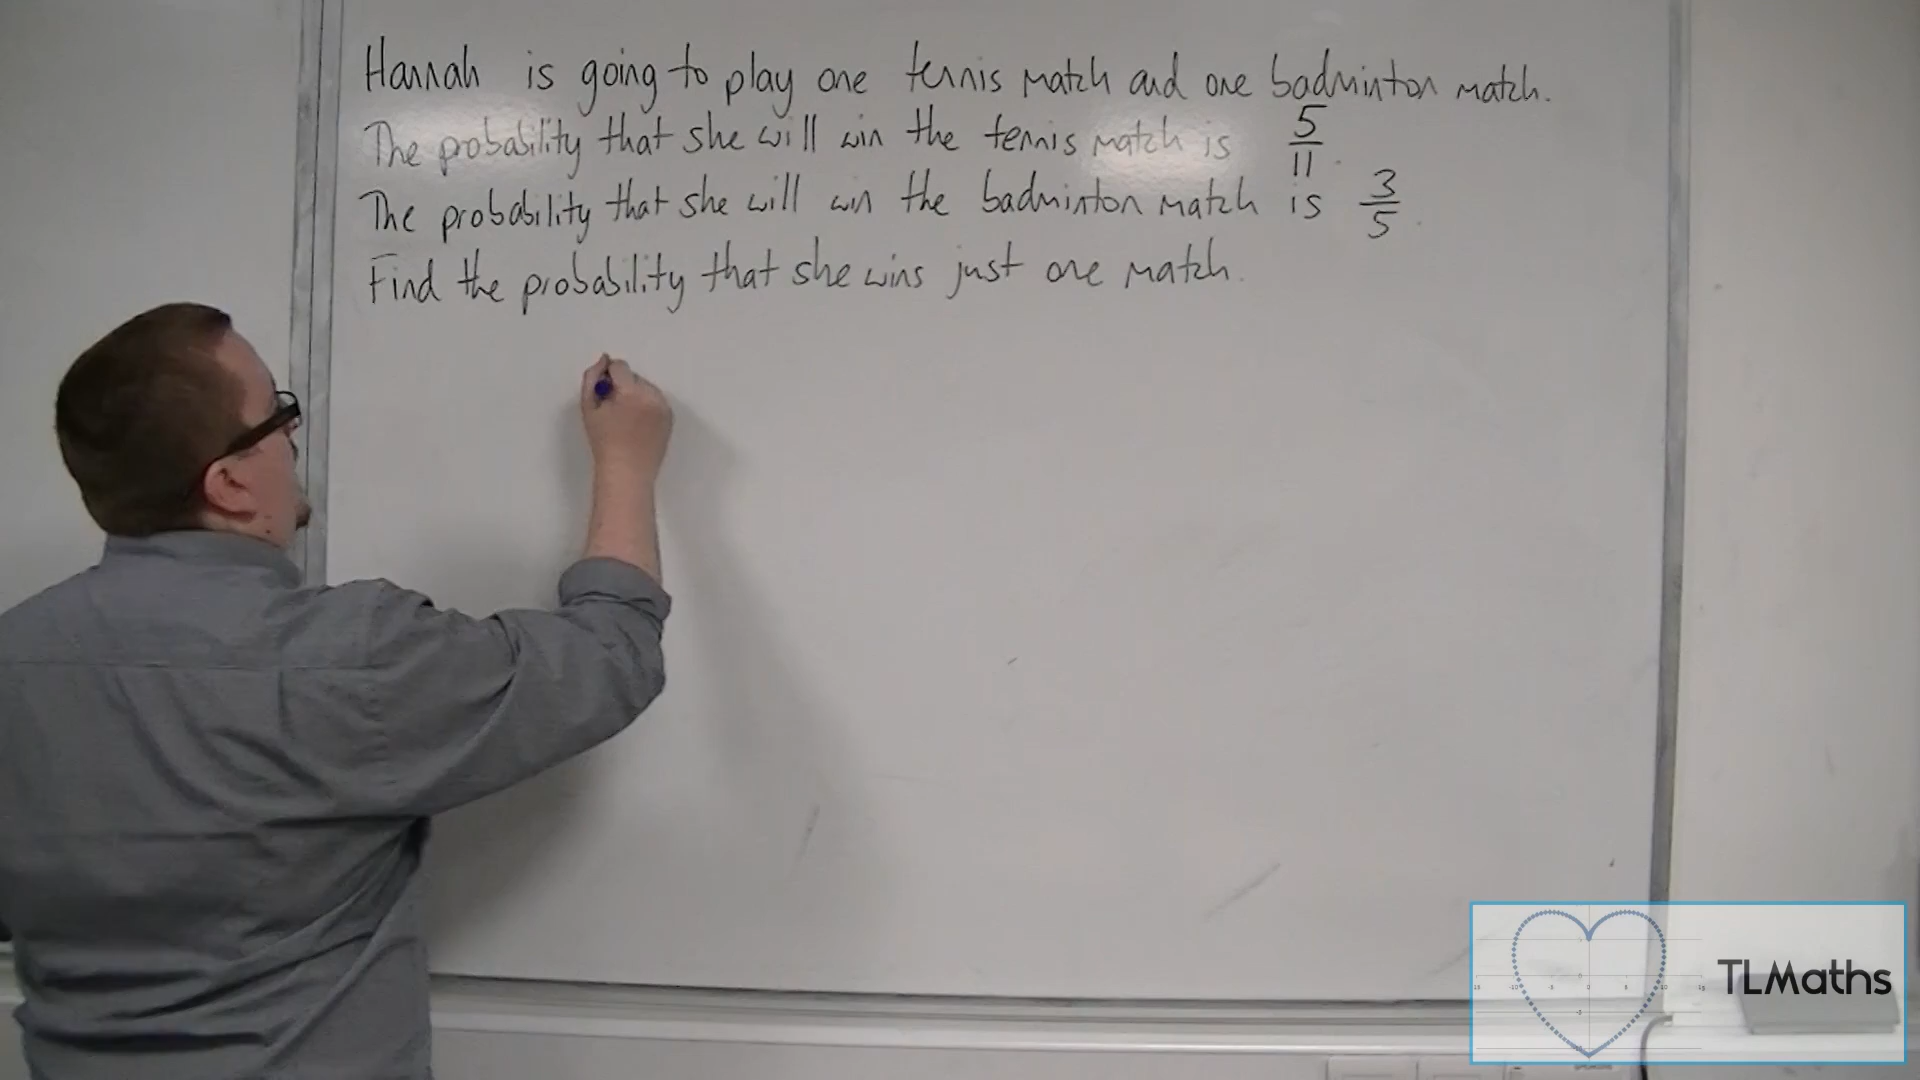 Hannah is going to play one tennis match and one badminton match.
The probability that she will win the tennis match is 5/11.
The probability that she will win the badminton match is 3/5.
Find the probability that she wins just one match.
TLMaths